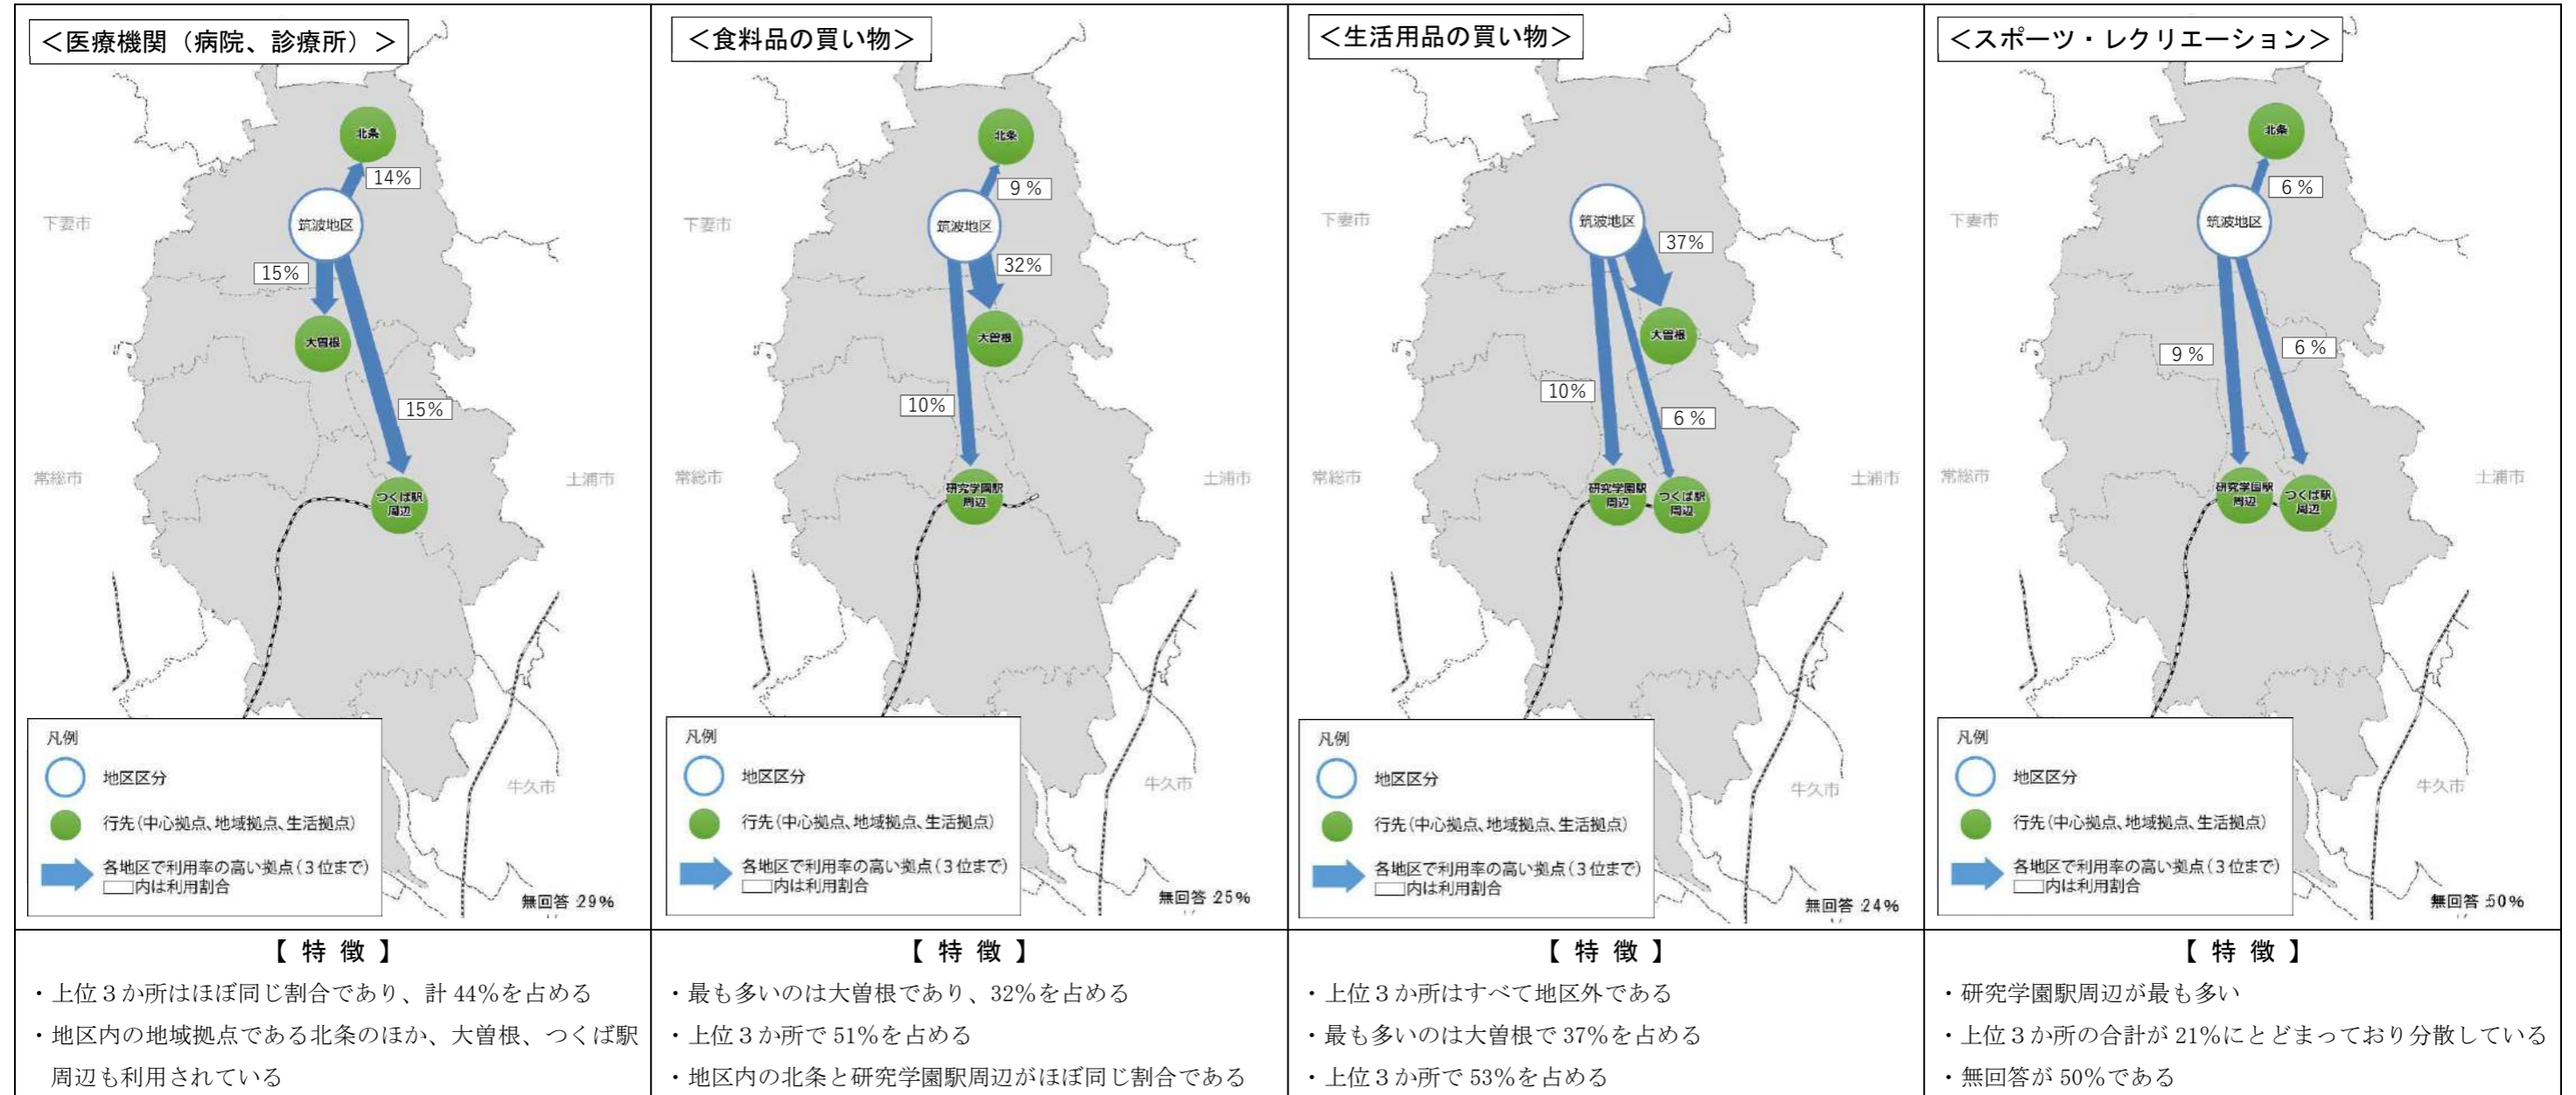 ＜医療機関（病院、診療所）＞
北条
14%
筑波地区
下妻市
15%
大曽根
15%
常総市
土浦市
つくば駅
周辺
凡例
地区区分
牛久市
行先（中心拠点、地域拠点、生活拠点）
各地区で利用率の高い拠点（３位まで）
内は利用割合
無回答 29%
【 特 徴 】
・上位３か所はほぼ同じ割合であり、計 44%を占める
・地区内の地域拠点である北条のほか、大曽根、つくば駅
周辺も利用されている
＜食料品の買い物＞
北条
9 %
筑波地区
下妻市
32%
大曽根
10%
常総市
土浦市
研究学園駅
周辺
凡例
地区区分
牛久市
行先（中心拠点、地域拠点、生活拠点）
各地区で利用率の高い拠点（３位まで）
内は利用割合
無回答 25%
【 特 徴 】
・最も多いのは大曽根であり、32%を占める
・上位３か所で 51%を占める
・地区内の北条と研究学園駅周辺がほぼ同じ割合である
＜生活用品の買い物＞
筑波地区
下妻市
37%
大曽根
10%
6 %
常総市
土浦市
研究学園駅
周辺
つくば駅
周辺
凡例
地区区分
牛久市
行先（中心拠点、地域拠点、生活拠点）
各地区で利用率の高い拠点（３位まで）
内は利用割合
無回答 24%
【 特 徴 】
・上位３か所はすべて地区外である
・最も多いのは大曽根で 37%を占める
・上位３か所で 53%を占める
＜スポーツ・レクリエーション＞
北条
6 %
筑波地区
下妻市
9 %
6 %
常総市
土浦市
研究学園駅
周辺
つくば駅
周辺
凡例
地区区分
牛久市
行先（中心拠点、地域拠点、生活拠点）
各地区で利用率の高い拠点（３位まで）
内は利用割合
無回答 50%
【 特 徴 】
・研究学園駅周辺が最も多い
・上位３か所の合計が 21%にとどまっており分散している
・無回答が 50%である